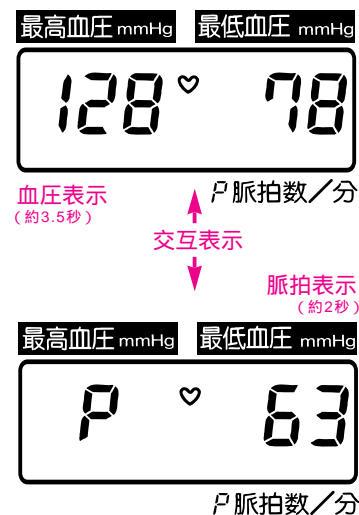 最高血圧 mmHg 最低血圧 mmHg
128 ♡ 78
血圧表示 P 脈拍数／分
（約3.5秒）
交互表示
脈拍表示
（約2秒）
最高血圧 mmHg 最低血圧 mmHg
P ♡ 63
P 脈拍数／分